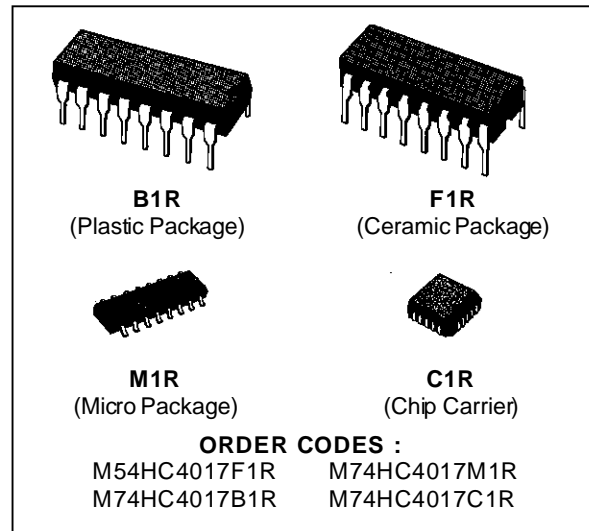 B1R
(Plastic Package)
F1R
(Ceramic Package)
M1R
(Micro Package)
C1R
(Chip Carrier)
ORDER CODES :
M54HC4017F1R M74HC4017M1R
M74HC4017B1R M74HC4017C1R